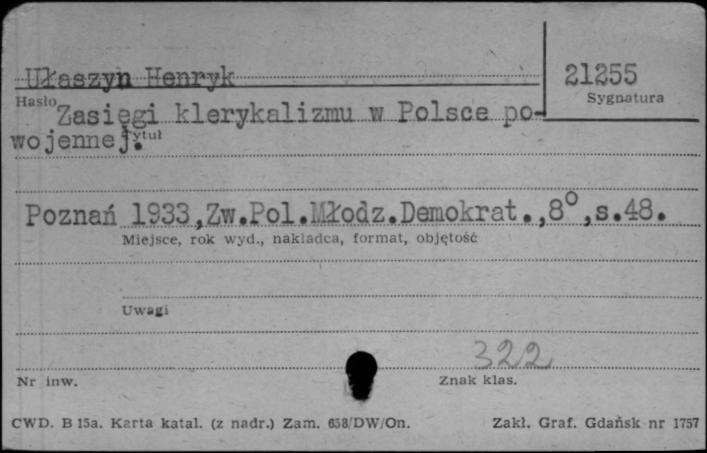 Ułaszyn Henryk
21255
Hasło
Sygnatura
Zasięgi klerykalizmu w Polsce po-
wojennej.
Tytuł
Poznań 1933,Zw.Pol.Młodz.Demokrat.,8°,s.48.
Miejsce, rok wyd., nakładca, format, objętość
Uwagi
322
Nr inw.
Znak klas.
CWD. B 15a. Karta katal. (z nadr.) Zam. 658/DW/On.
Zakł. Graf. Gdańsk nr 1757